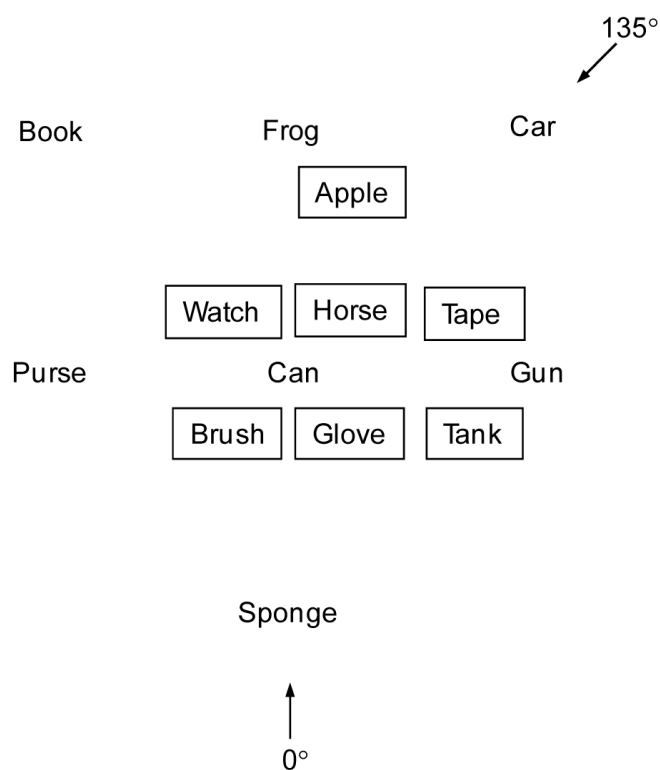 135°
Book Frog Car
Apple
Watch Horse Tape
Purse Can Gun
Brush Glove Tank
Sponge
0°